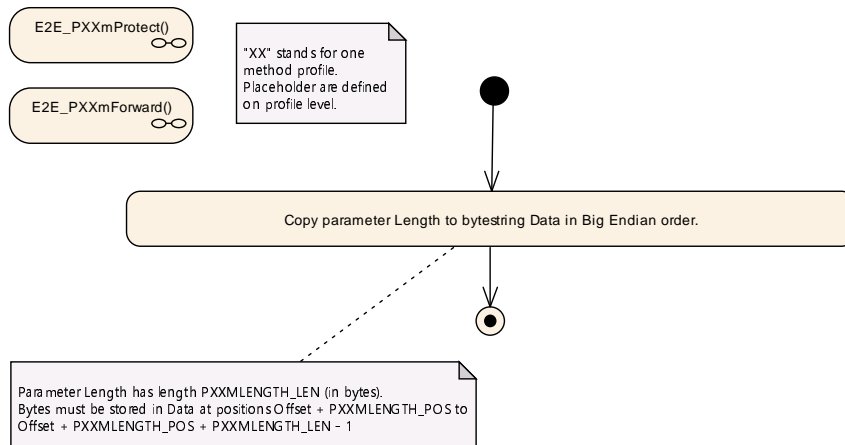 E2E_PXXmProtect()
E2E_PXXmForward()
"XX" stands for one
method profile.
Placeholder are defined
on profile level.
Copy parameter Length to bytestring Data in Big Endian order.
Parameter Length has length PXXMLENGTH_LEN (in bytes).
Bytes must be stored in Data at positions Offset + PXXMLENGTH_POS to
Offset + PXXMLENGTH_POS + PXXMLENGTH_LEN - 1